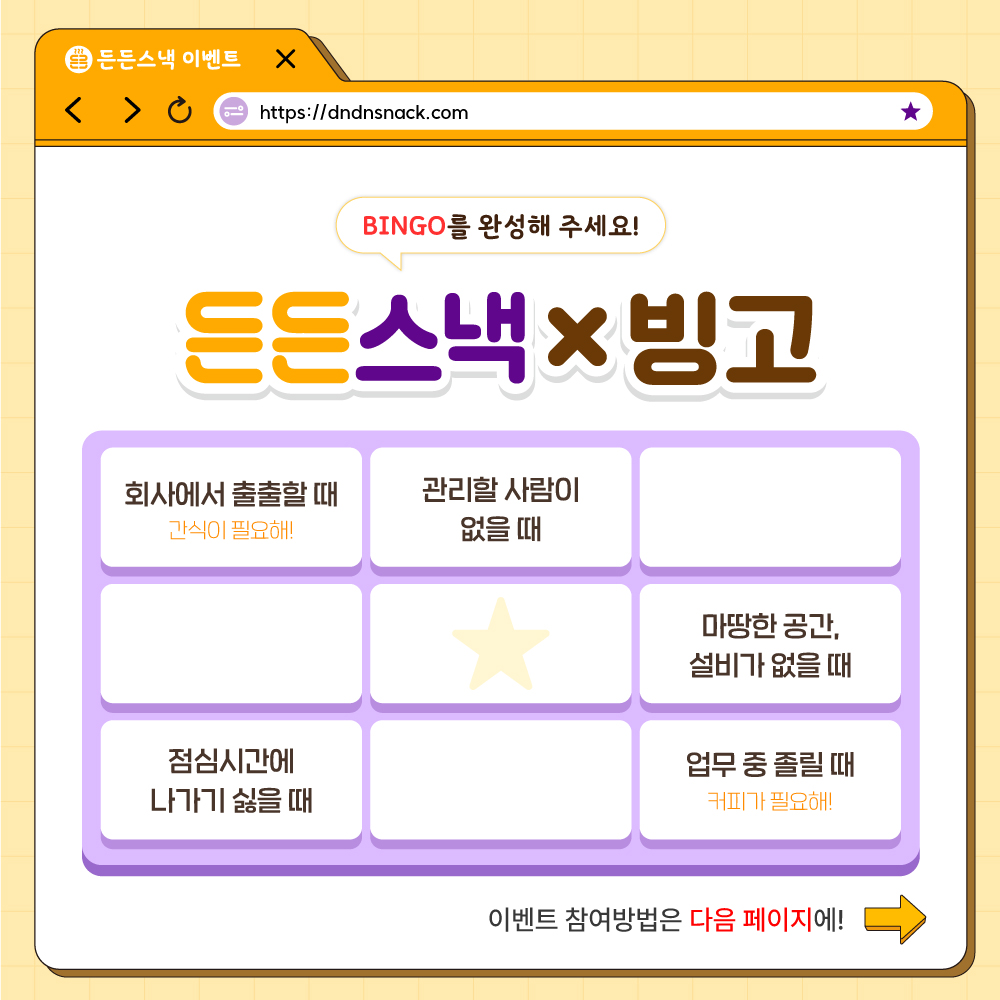 든든스낵 이벤트
https://dndnsnack.com
BINGO를 완성해 주세요!
든든스낵×빙고
회사에서 출출할 때
간식이 필요해!
관리할 사람이
없을 때
마땅한 공간,
설비가 없을 때
점심시간에
나가기 싫을 때
업무 중 졸릴 때
커피가 필요해!
이벤트 참여방법은 다음 페이지에!